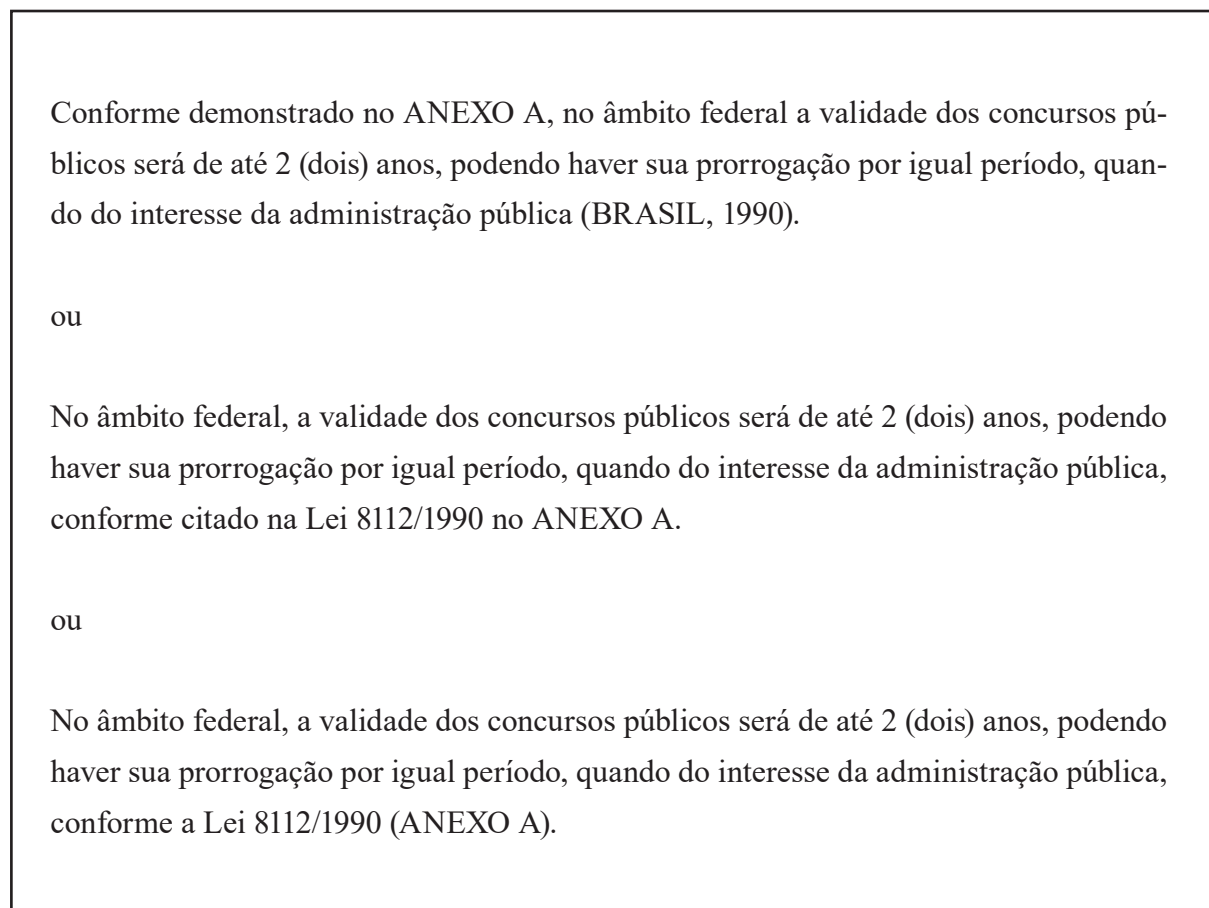 Conforme demonstrado no ANEXO A, no âmbito federal a validade dos concursos pú-
blicos será de até 2 (dois) anos, podendo haver sua prorrogação por igual período, quan-
do do interesse da administração pública (BRASIL, 1990).
ou
No âmbito federal, a validade dos concursos públicos será de até 2 (dois) anos, podendo
haver sua prorrogação por igual período, quando do interesse da administração pública,
conforme citado na Lei 8112/1990 no ANEXO A.
ou
No âmbito federal, a validade dos concursos públicos será de até 2 (dois) anos, podendo
haver sua prorrogação por igual período, quando do interesse da administração pública,
conforme a Lei 8112/1990 (ANEXO A).